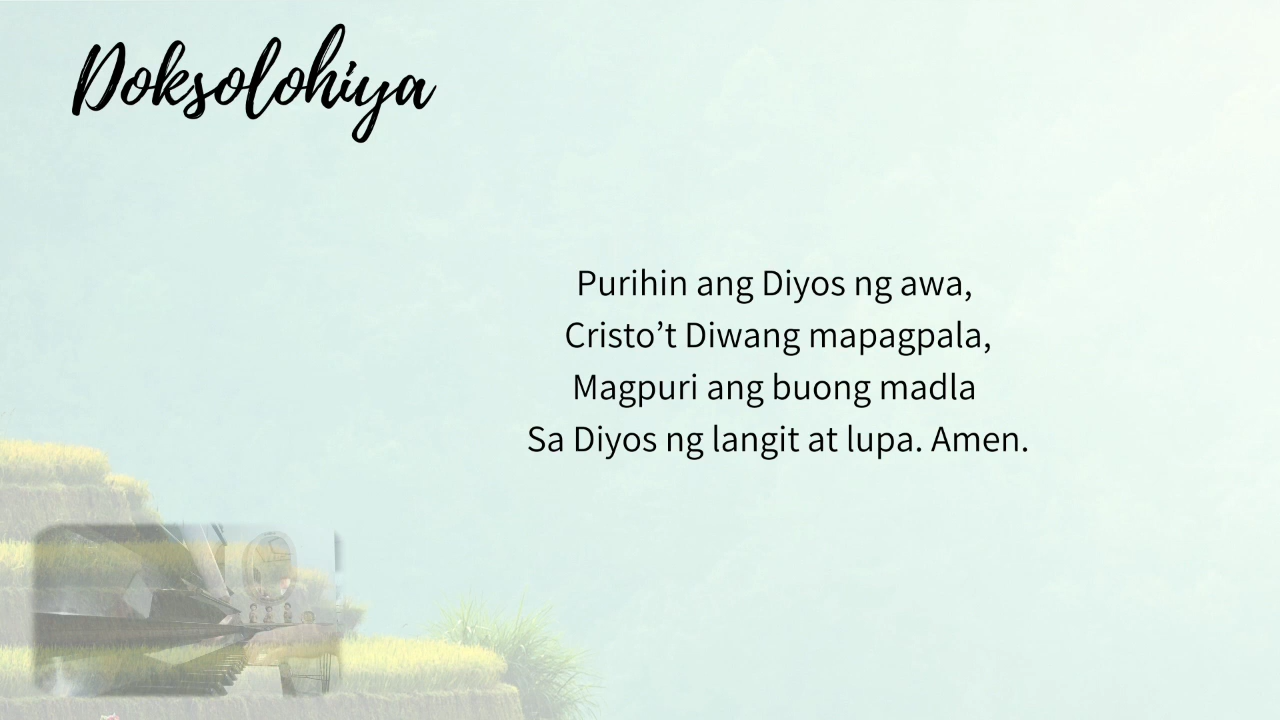 Doksolohiya
Purihin ang Diyos ng awa,
Cristo’t Diwang mapagpala,
Magpuri ang buong madla
Sa Diyos ng langit at lupa. Amen.